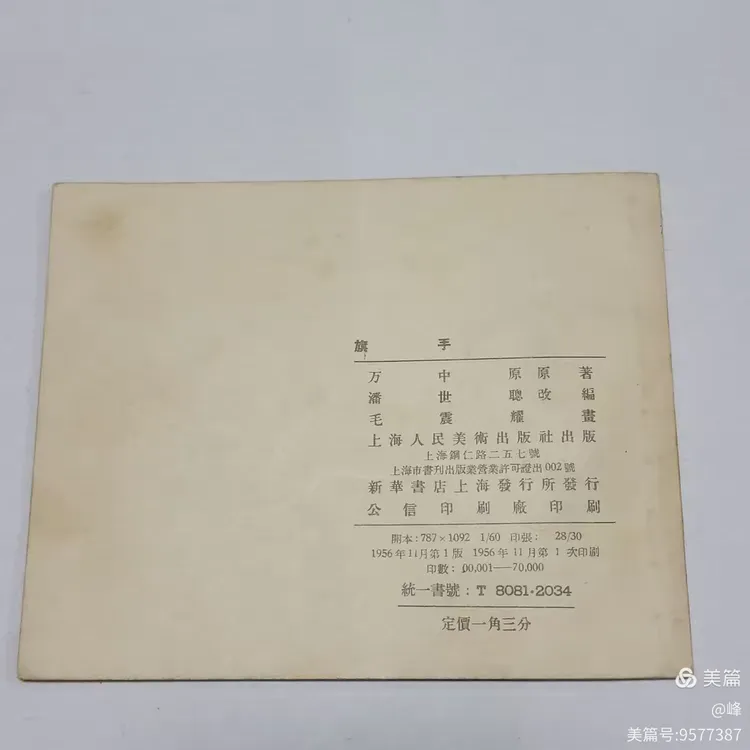 旗手
万中原原著
潘世聰改編
毛震耀畫
上海人民美術出版社出版
上海銅仁路二五七號
上海市書刊出版業營業許可證出002號
新華書店上海發行所發行
公信印刷廠印刷
開本:787×1092 1/60 印張: 28/30
1956年11月第1版 1956年11月第1次印刷
印數: 00,001—70,000
統一書號: T 8081·2034
定價一角三分
美篇
@峰
美篇号:9577387